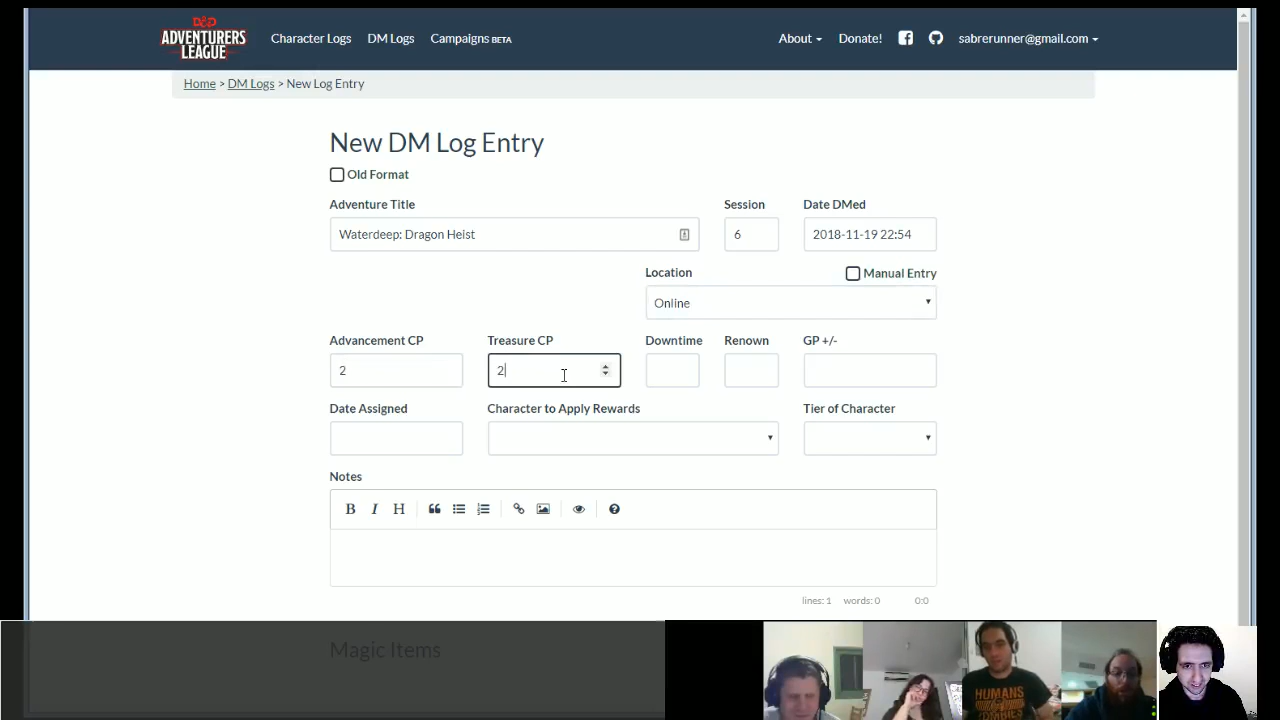 D&D
ADVENTURERS
LEAGUE
Character Logs DM Logs Campaigns BETA About Donate! sabrerunner@gmail.com
Home > DM Logs > New Log Entry
New DM Log Entry
Old Format
Adventure Title Session Date DMed
Waterdeep: Dragon Heist 6 2018-11-19 22:54
Location Manual Entry
Online
Advancement CP Treasure CP Downtime Renown GP +/-
2 2
Date Assigned Character to Apply Rewards Tier of Character
Notes
B I H
lines: 1 words: 0 0:0
Magic Items
HUMANS